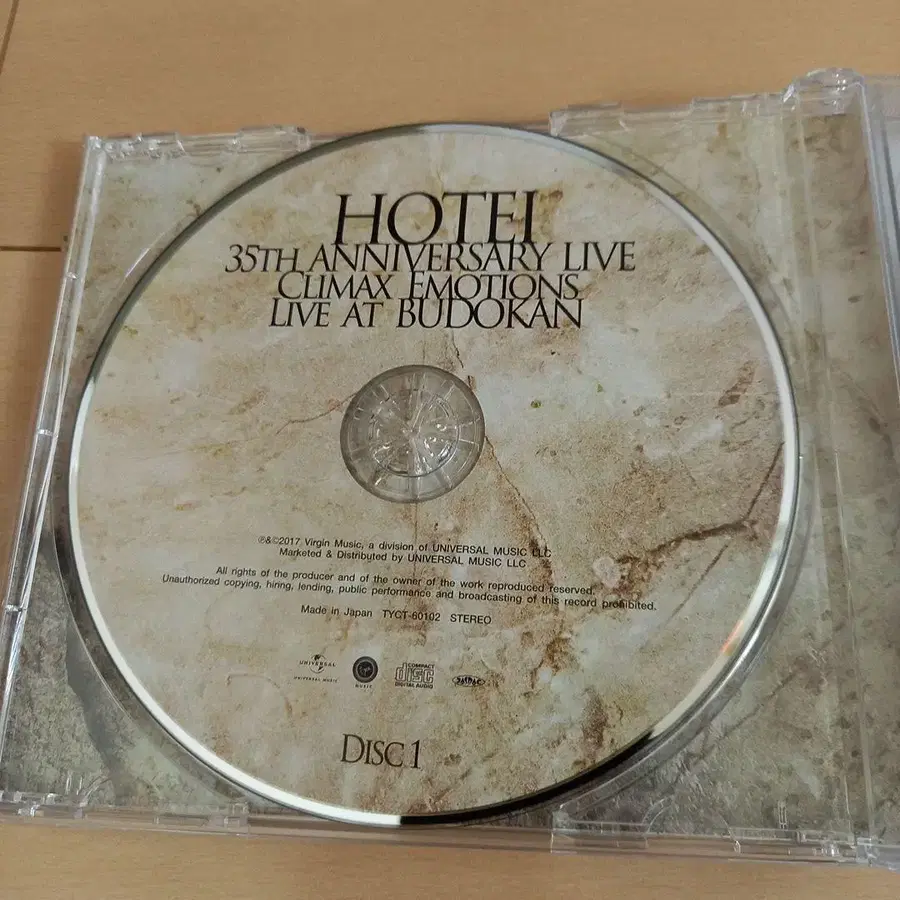 HOTEI
35TH ANNIVERSARY LIVE
CLIMAX EMOTIONS
LIVE AT BUDOKAN
℗&©2017 Virgin Music, a division of UNIVERSAL MUSIC LLC
Marketed & Distributed by UNIVERSAL MUSIC LLC
All rights of the producer and of the owner of the work reproduced reserved.
Unauthorized copying, hiring, lending, public performance and broadcasting of this record prohibited.
Made in Japan TYCT-60102 STEREO
UNIVERSAL
UNIVERSAL MUSIC
MUSIC
COMPACT
disc
DIGITAL AUDIO
DISC 1